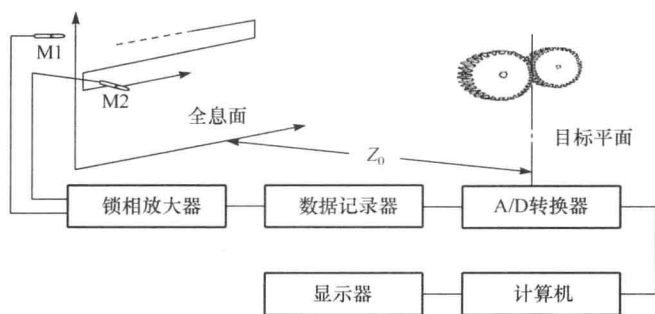 M1
M2
全息面
Z₀
目标平面
锁相放大器
数据记录器
A/D转换器
显示器
计算机